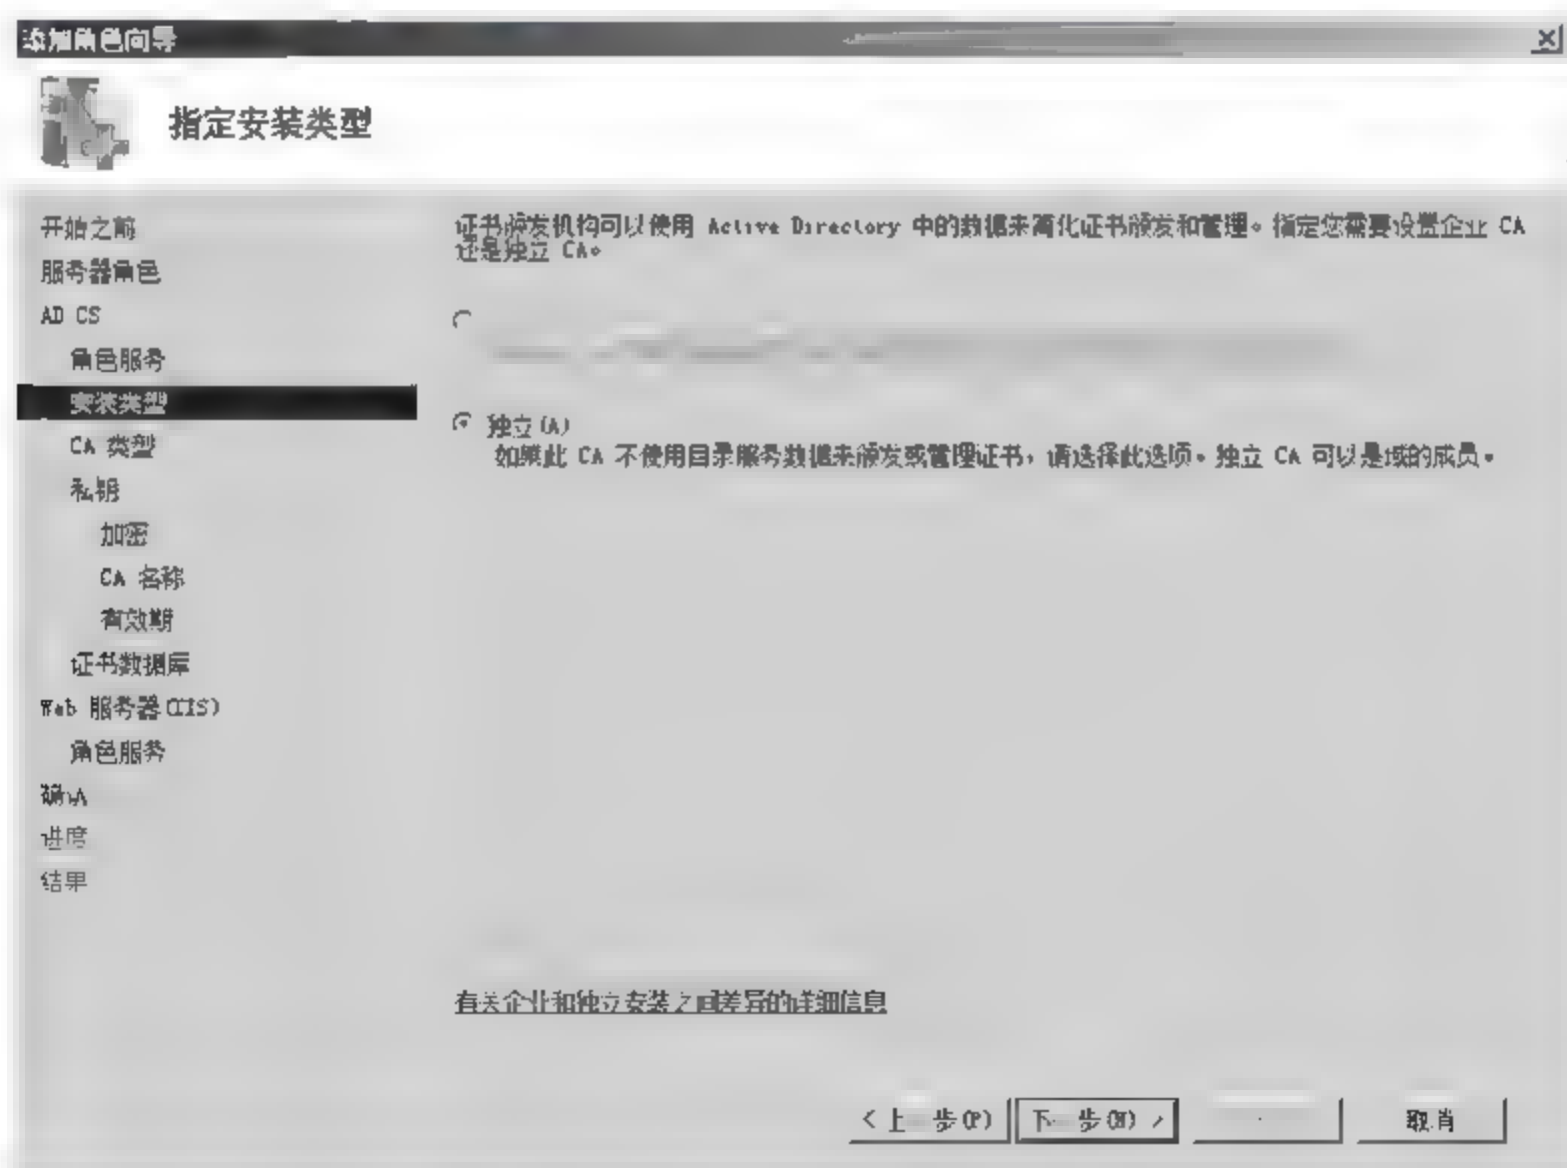 添加角色向导
指定安装类型
开始之前
服务器角色
AD CS
角色服务
安装类型
CA 类型
私钥
加密
CA 名称
有效期
证书数据库
Web 服务器(IIS)
角色服务
确认
进度
结果
证书颁发机构可以使用 Active Directory 中的数据来简化证书颁发和管理。指定您需要设置企业 CA
还是独立 CA。
独立(A)
如果此 CA 不使用目录服务数据来颁发或管理证书，请选择此选项。独立 CA 可以是域的成员。
有关企业和独立安装之间差异的详细信息
< 上一步(P)
下一步(N) >
取消